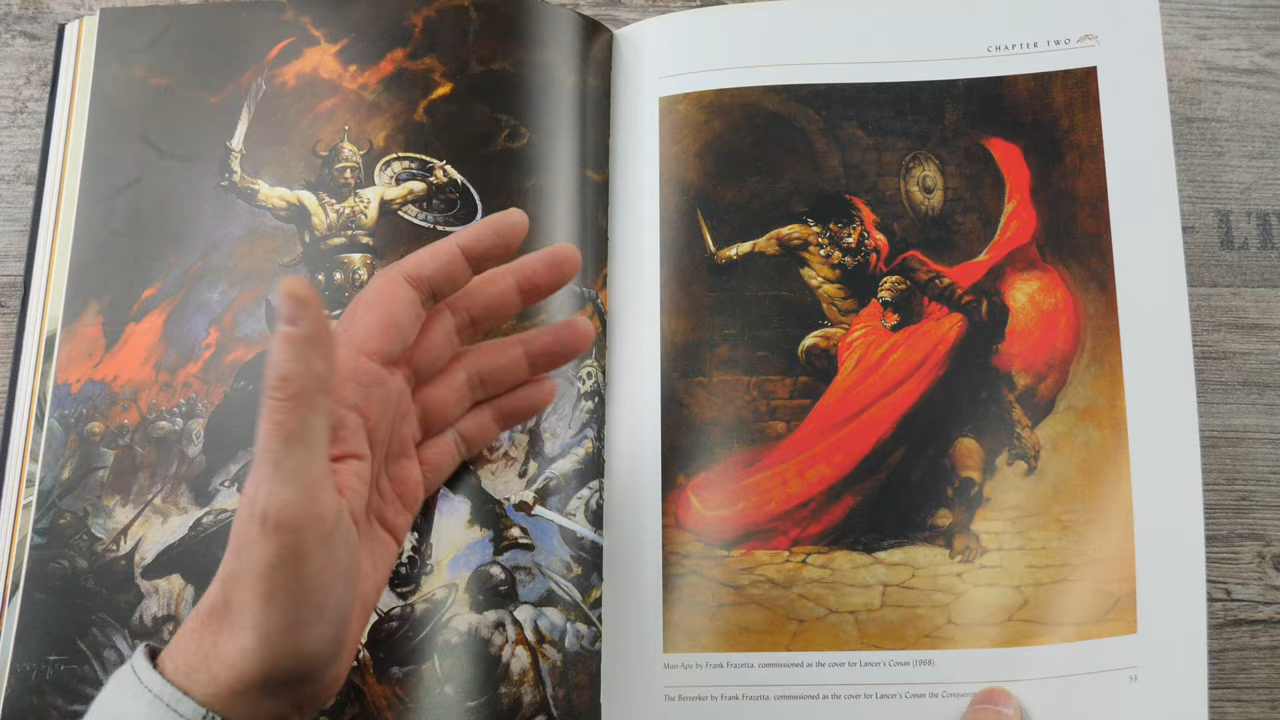 CHAPTER TWO
Man-Ape by Frank Frazetta, commissioned as the cover for Lancer's Conan (1968).
53
The Berserker by Frank Frazetta, commissioned as the cover for Lancer's Conan the Conqueror